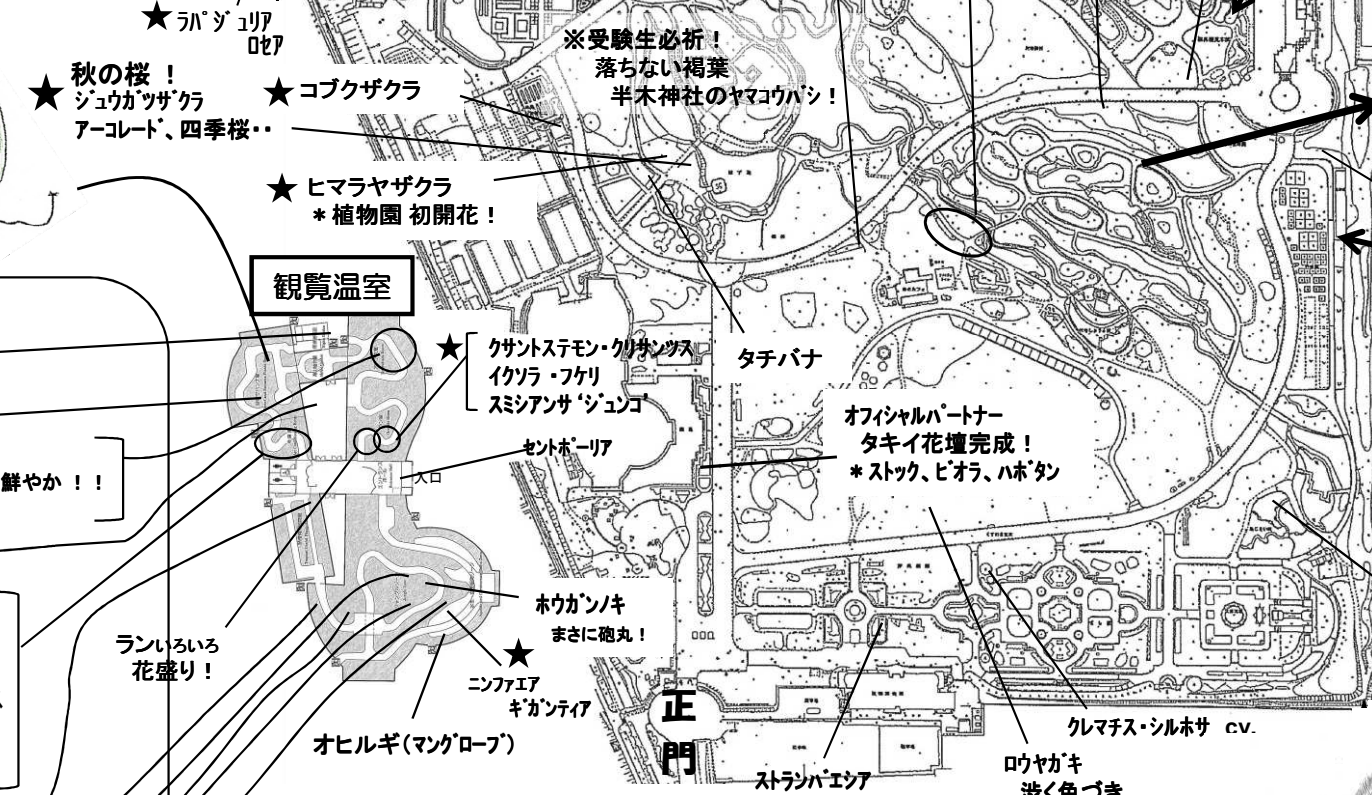 ★ ラパジュリア
ロセア
★ 秋の桜！
ジュウガツザクラ
アーコレード、四季桜‥
★ コブクザクラ
★ ヒマラヤザクラ
＊植物園 初開花！
※受験生必祈！
落ちない褐葉
半木神社のヤマコウバシ！
観覧温室
★ クサントステモン・クリサンツス
イクソラ・フケリ
スミシアンサ‘ジュンコ’
セントポーリア
入口
鮮やか！！
タチバナ
オフィシャルパートナー
タキイ花壇完成！
＊ストック、ビオラ、ハボタン
ホウガンノキ
まさに砲丸！
ランいろいろ
花盛り！
★
ニンファエア
ギガンティア
オヒルギ(マングローブ)
正門
ストランバエシア
クレマチス・シルホサ cv.
ロウヤガキ
渋く色づき